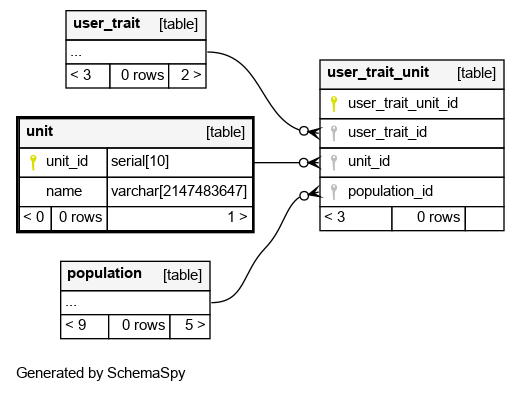 user_trait [table]
...
< 3 0 rows 2 >
unit [table]
unit_id serial[10]
name varchar[2147483647]
< 0 0 rows 1 >
population [table]
...
< 9 0 rows 5 >
user_trait_unit [table]
user_trait_unit_id
user_trait_id
unit_id
population_id
< 3 0 rows
Generated by SchemaSpy